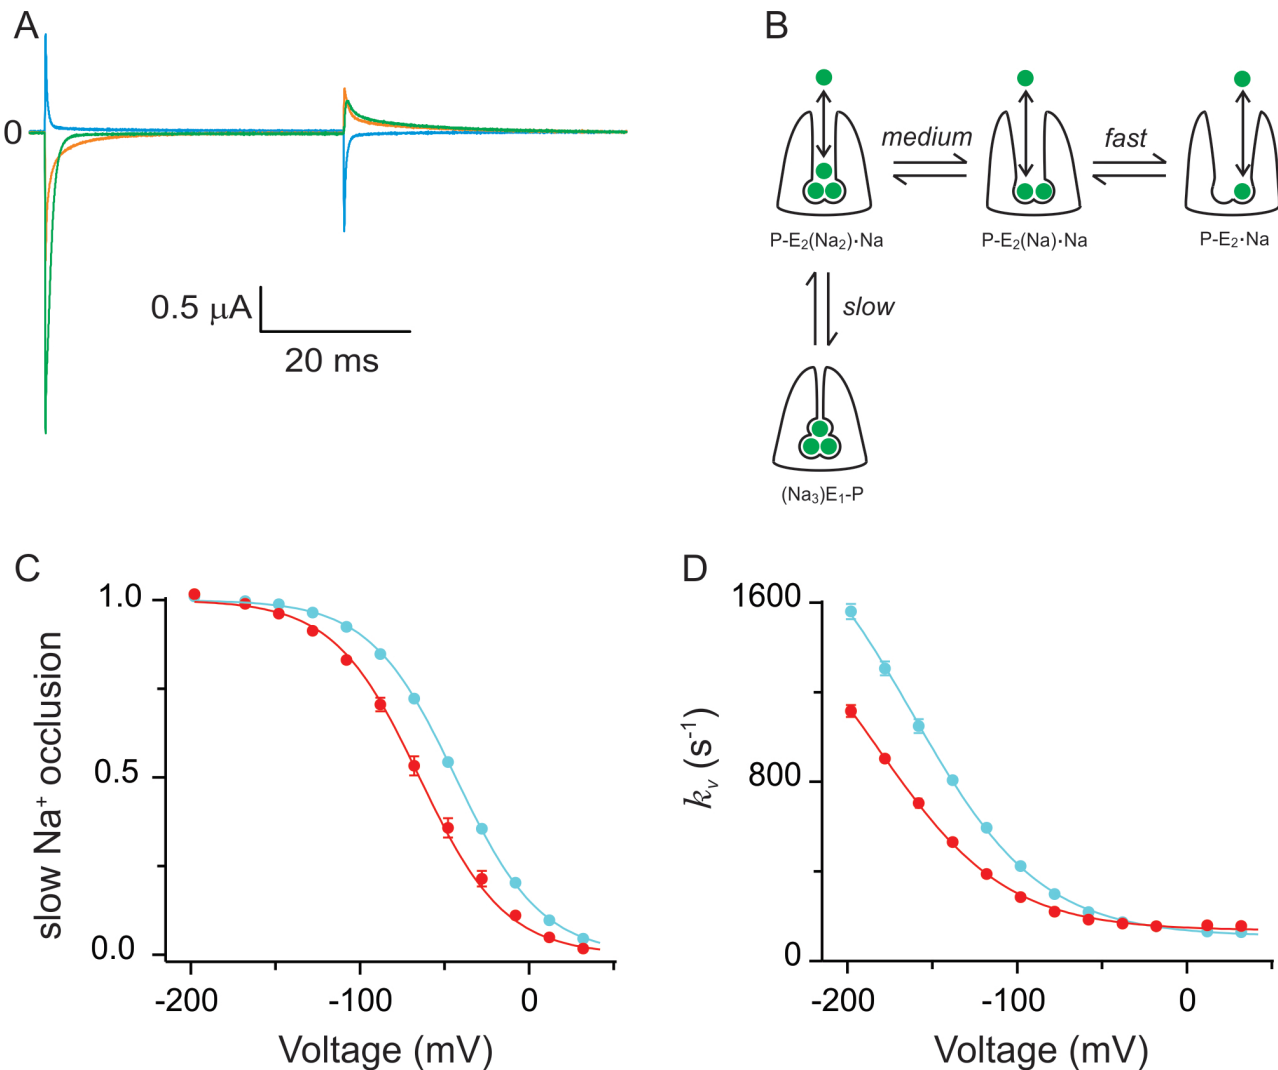 A
0
0.5 μA
20 ms
B
medium
fast
P-E₂(Na₂)·Na
P-E₂(Na)·Na
P-E₂·Na
slow
(Na₃)E₁-P
C
slow Na⁺ occlusion
1.0
0.5
0.0
-200
-100
0
Voltage (mV)
D
kᵥ (s⁻¹)
1600
800
0
-200
-100
0
Voltage (mV)